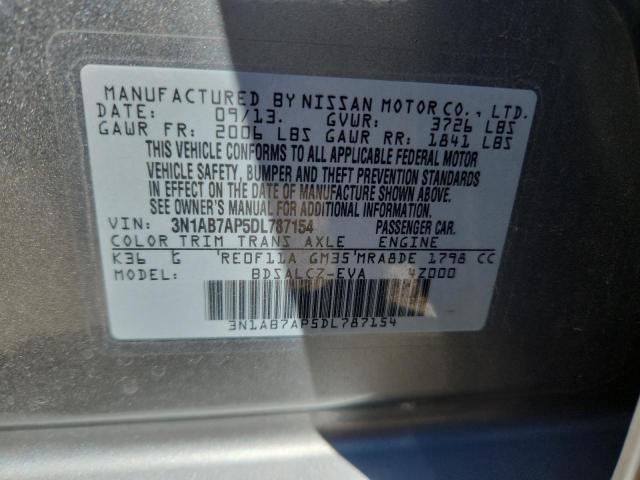 MANUFACTURED BY NISSAN MOTOR CO., LTD.
DATE: 09/13. GVWR: 3726 LBS
GAWR FR: 2006 LBS GAWR RR: 1841 LBS
THIS VEHICLE CONFORMS TO ALL APPLICABLE FEDERAL MOTOR
VEHICLE SAFETY, BUMPER AND THEFT PREVENTION STANDARDS
IN EFFECT ON THE DATE OF MANUFACTURE SHOWN ABOVE.
SEE OWNER'S MANUAL FOR ADDITIONAL INFORMATION.
VIN: 3N1AB7AP5DL787154 PASSENGER CAR.
COLOR TRIM TRANS AXLE ENGINE
K36 G RE0F11A GM35 MRA8DE 1798 CC
MODEL: BDSALCZ-EVA 4Z000
3N1AB7AP5DL787154